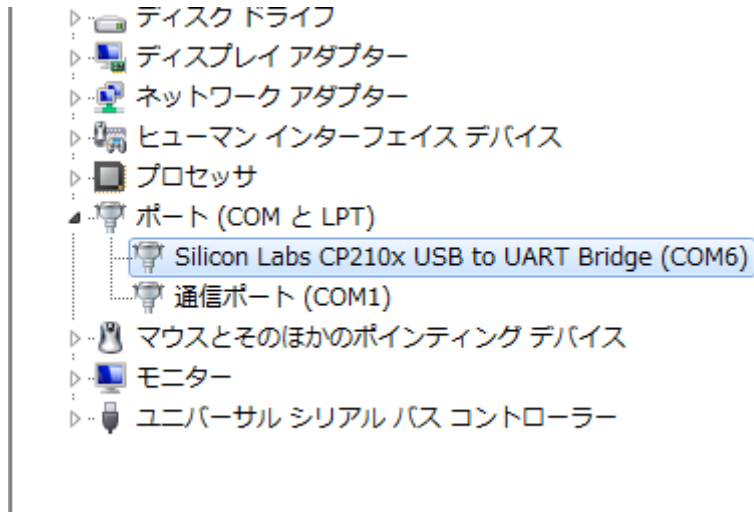 ディスク ドライブ
ディスプレイ アダプター
ネットワーク アダプター
ヒューマン インターフェイス デバイス
プロセッサ
ポート (COM と LPT)
Silicon Labs CP210x USB to UART Bridge (COM6)
通信ポート (COM1)
マウスとそのほかのポインティング デバイス
モニター
ユニバーサル シリアル バス コントローラー